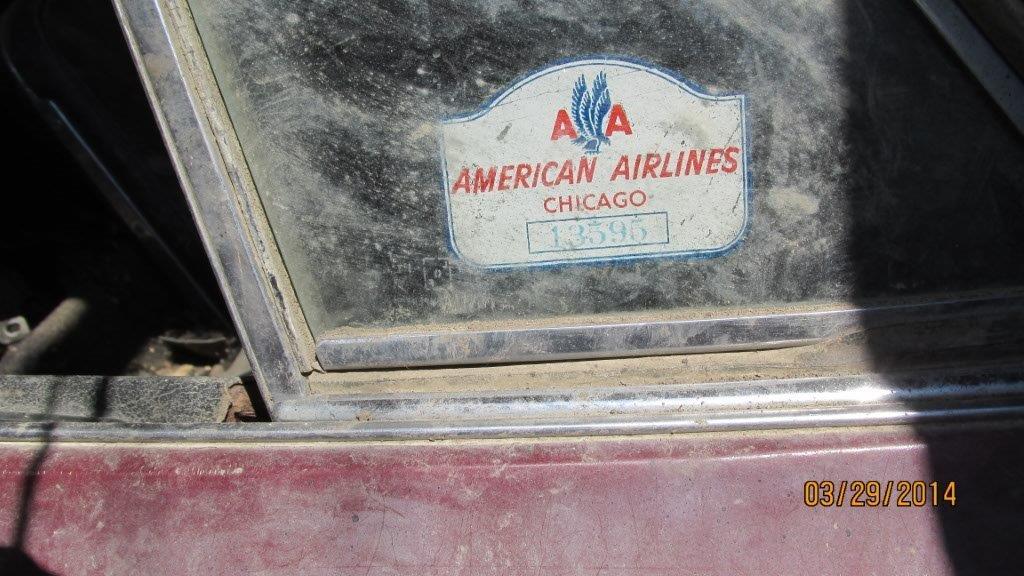 AA
AMERICAN AIRLINES
CHICAGO
13595
03/29/2014